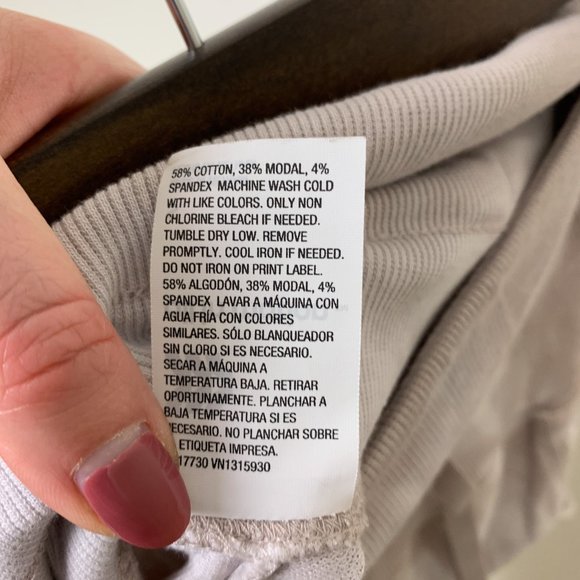 58% COTTON, 38% MODAL, 4%
SPANDEX MACHINE WASH COLD
WITH LIKE COLORS. ONLY NON
CHLORINE BLEACH IF NEEDED.
TUMBLE DRY LOW. REMOVE
PROMPTLY. COOL IRON IF NEEDED.
DO NOT IRON ON PRINT LABEL.
58% ALGODÓN, 38% MODAL, 4%
SPANDEX LAVAR A MÁQUINA CON
AGUA FRÍA CON COLORES
SIMILARES. SÓLO BLANQUEADOR
SIN CLORO SI ES NECESARIO.
SECAR A MÁQUINA A
TEMPERATURA BAJA. RETIRAR
OPORTUNAMENTE. PLANCHAR A
BAJA TEMPERATURA SI ES
ECESARIO. NO PLANCHAR SOBRE
ETIQUETA IMPRESA.
17730 VN1315930